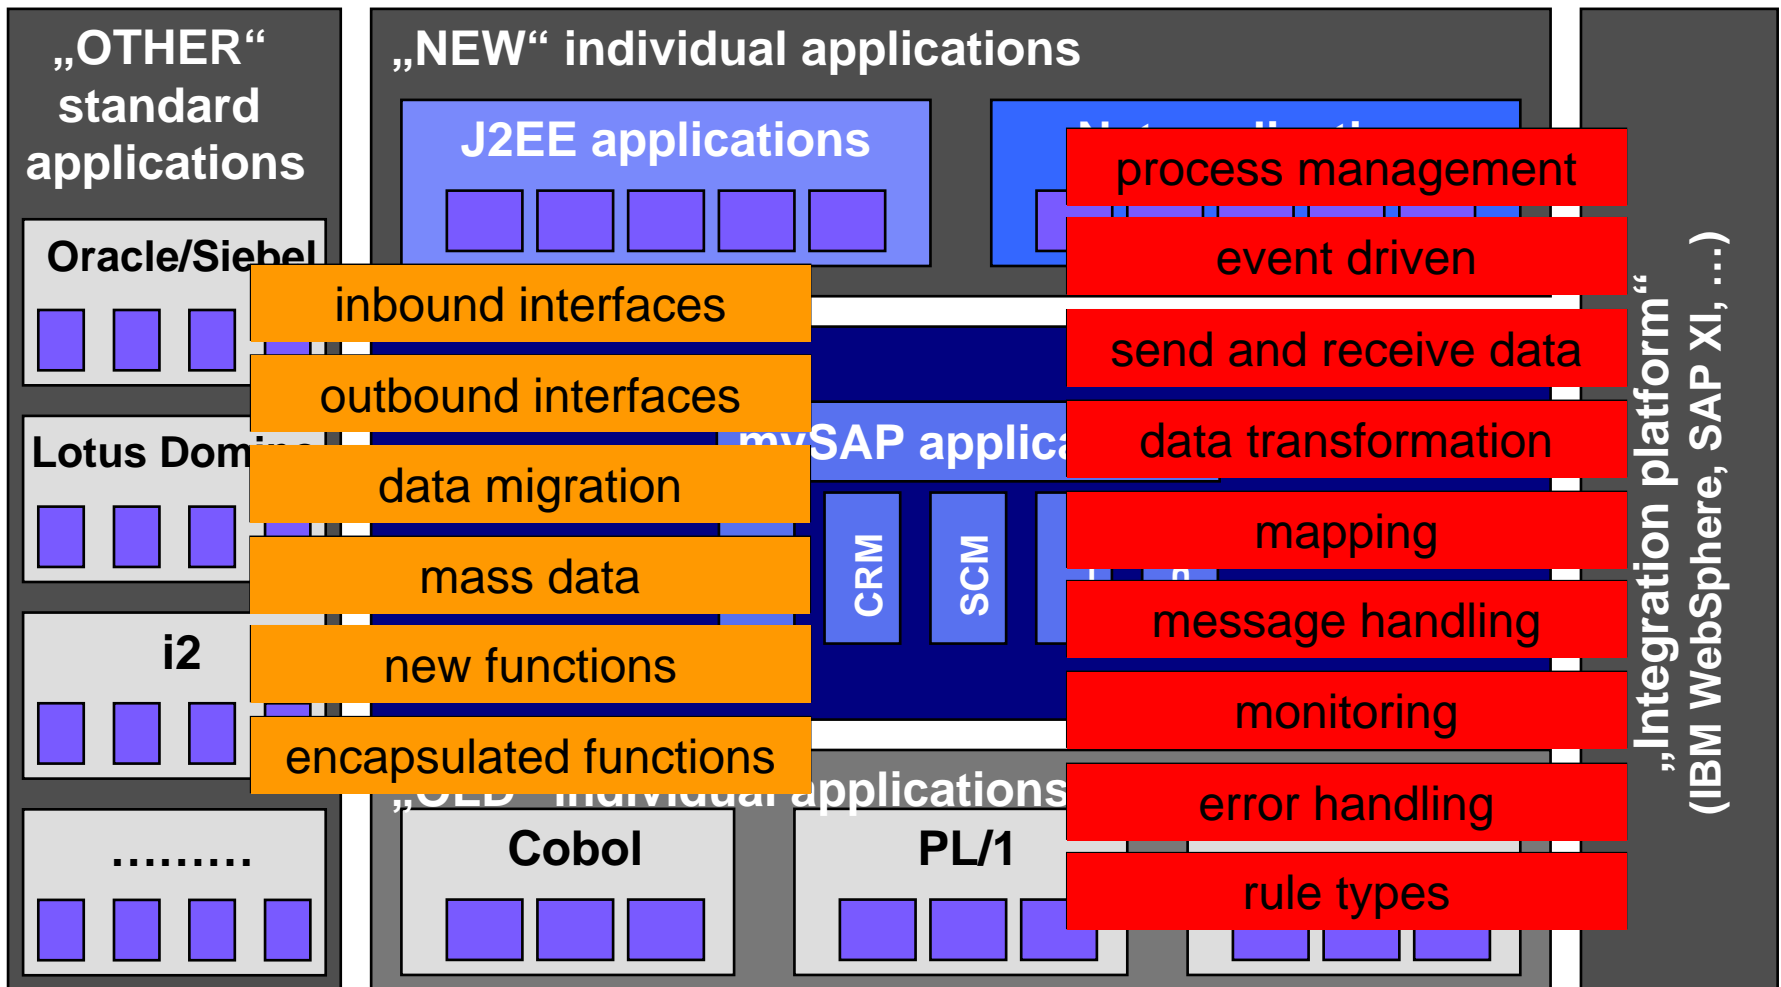 „OTHER“
standard
applications
Oracle/Siebel
Lotus
i2
………
„NEW“ individual applications
J2EE applications
inbound interfaces
outbound interfaces
data migration
mass data
new functions
encapsulated functions
mySAP
CRM
SCM
individual applications
Cobol
PL/1
process management
event driven
send and receive data
data transformation
mapping
message handling
monitoring
error handling
rule types
„Integration platform“
(IBM WebSphere, SAP XI, …)